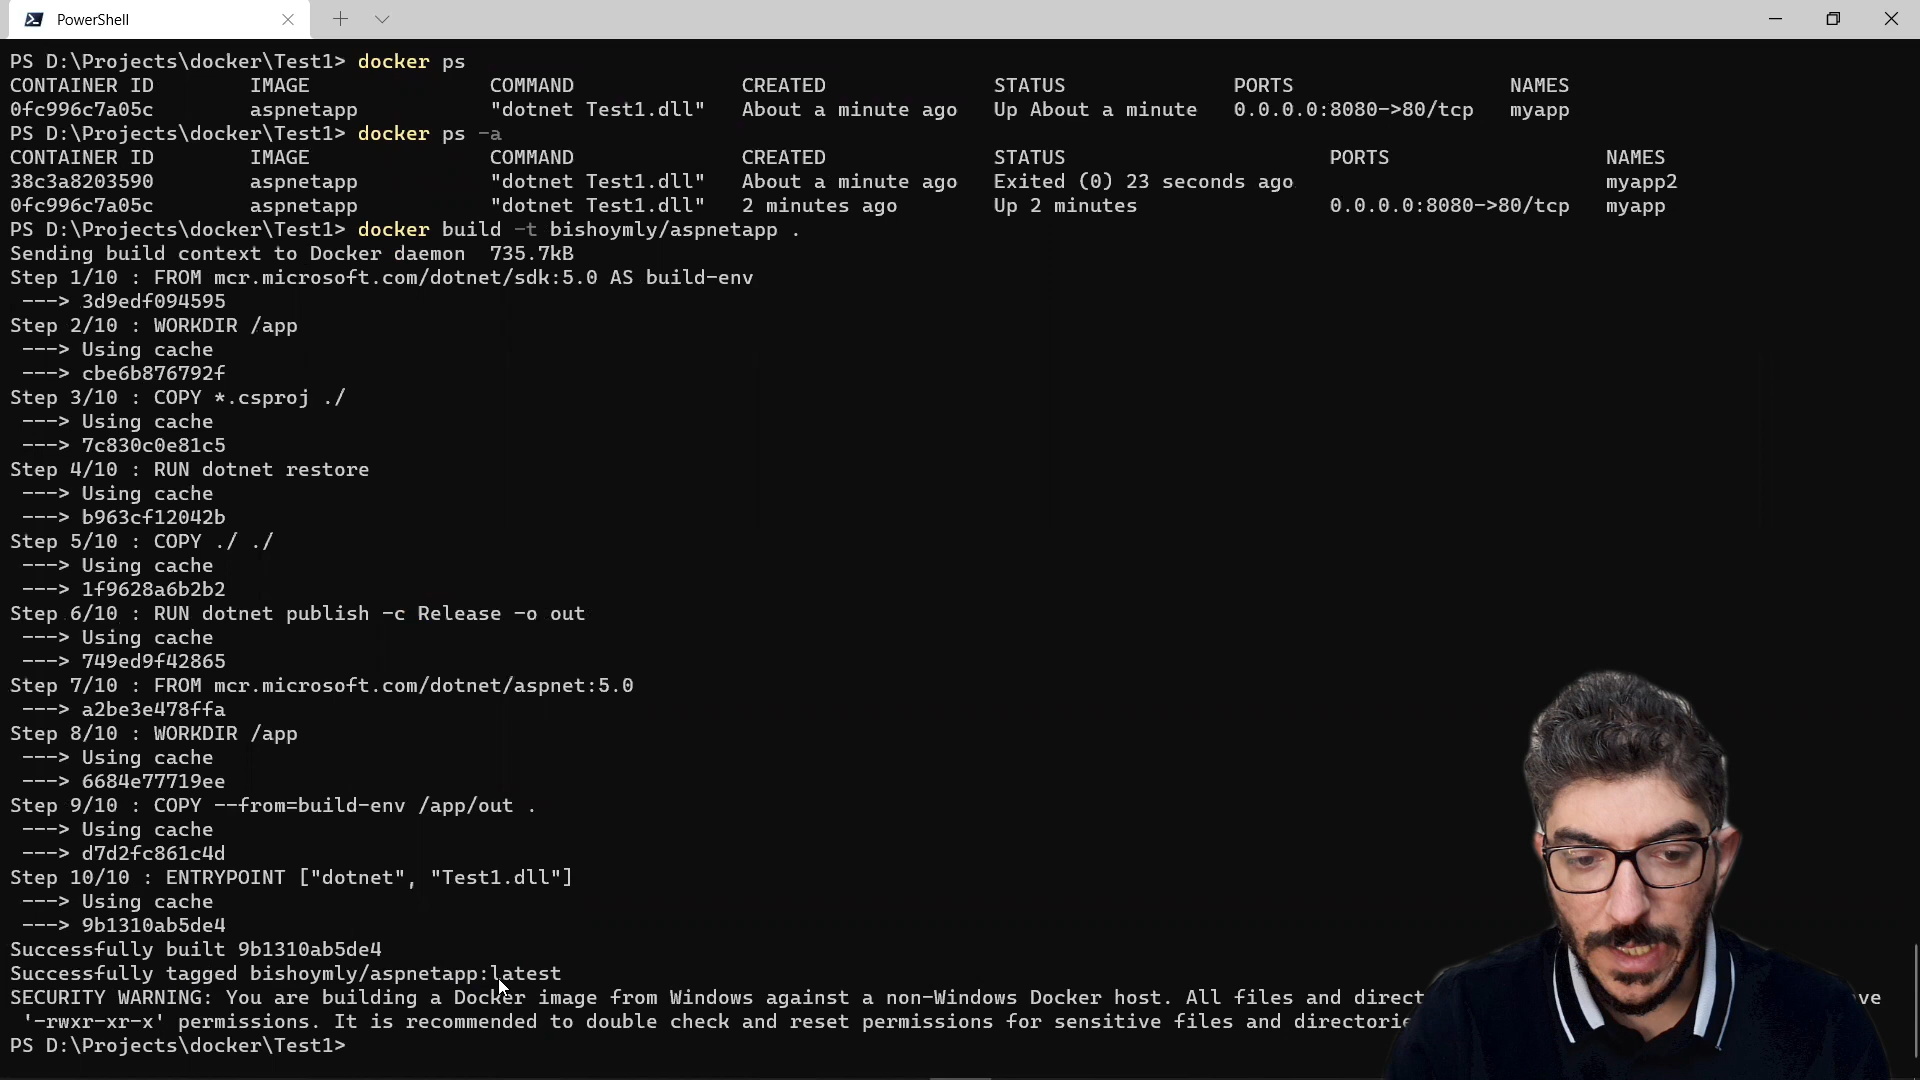 PowerShell
PS D:\Projects\docker\Test1> docker ps
CONTAINER ID        IMAGE               COMMAND             CREATED              STATUS              PORTS                  NAMES
0fc996c7a05c        aspnetapp           "dotnet Test1.dll"   About a minute ago   Up About a minute   0.0.0.0:8080->80/tcp   myapp
PS D:\Projects\docker\Test1> docker ps -a
CONTAINER ID        IMAGE               COMMAND             CREATED              STATUS                      PORTS                  NAMES
38c3a8203590        aspnetapp           "dotnet Test1.dll"   About a minute ago   Exited (0) 23 seconds ago                          myapp2
0fc996c7a05c        aspnetapp           "dotnet Test1.dll"   2 minutes ago        Up 2 minutes                0.0.0.0:8080->80/tcp   myapp
PS D:\Projects\docker\Test1> docker build -t bishoymly/aspnetapp .
Sending build context to Docker daemon  735.7kB
Step 1/10 : FROM mcr.microsoft.com/dotnet/sdk:5.0 AS build-env
---> 3d9edf094595
Step 2/10 : WORKDIR /app
---> Using cache
---> cbe6b876792f
Step 3/10 : COPY *.csproj ./
---> Using cache
---> 7c830c0e81c5
Step 4/10 : RUN dotnet restore
---> Using cache
---> b963cf12042b
Step 5/10 : COPY ./ ./
---> Using cache
---> 1f9628a6b2b2
Step 6/10 : RUN dotnet publish -c Release -o out
---> Using cache
---> 749ed9f42865
Step 7/10 : FROM mcr.microsoft.com/dotnet/aspnet:5.0
---> a2be3e478ffa
Step 8/10 : WORKDIR /app
---> Using cache
---> 6684e77719ee
Step 9/10 : COPY --from=build-env /app/out .
---> Using cache
---> d7d2fc861c4d
Step 10/10 : ENTRYPOINT ["dotnet", "Test1.dll"]
---> Using cache
---> 9b1310ab5de4
Successfully built 9b1310ab5de4
Successfully tagged bishoymly/aspnetapp:latest
SECURITY WARNING: You are building a Docker image from Windows against a non-Windows Docker host. All files and
'-rwxr-xr-x' permissions. It is recommended to double check and reset permissions for sensitive files and
PS D:\Projects\docker\Test1>